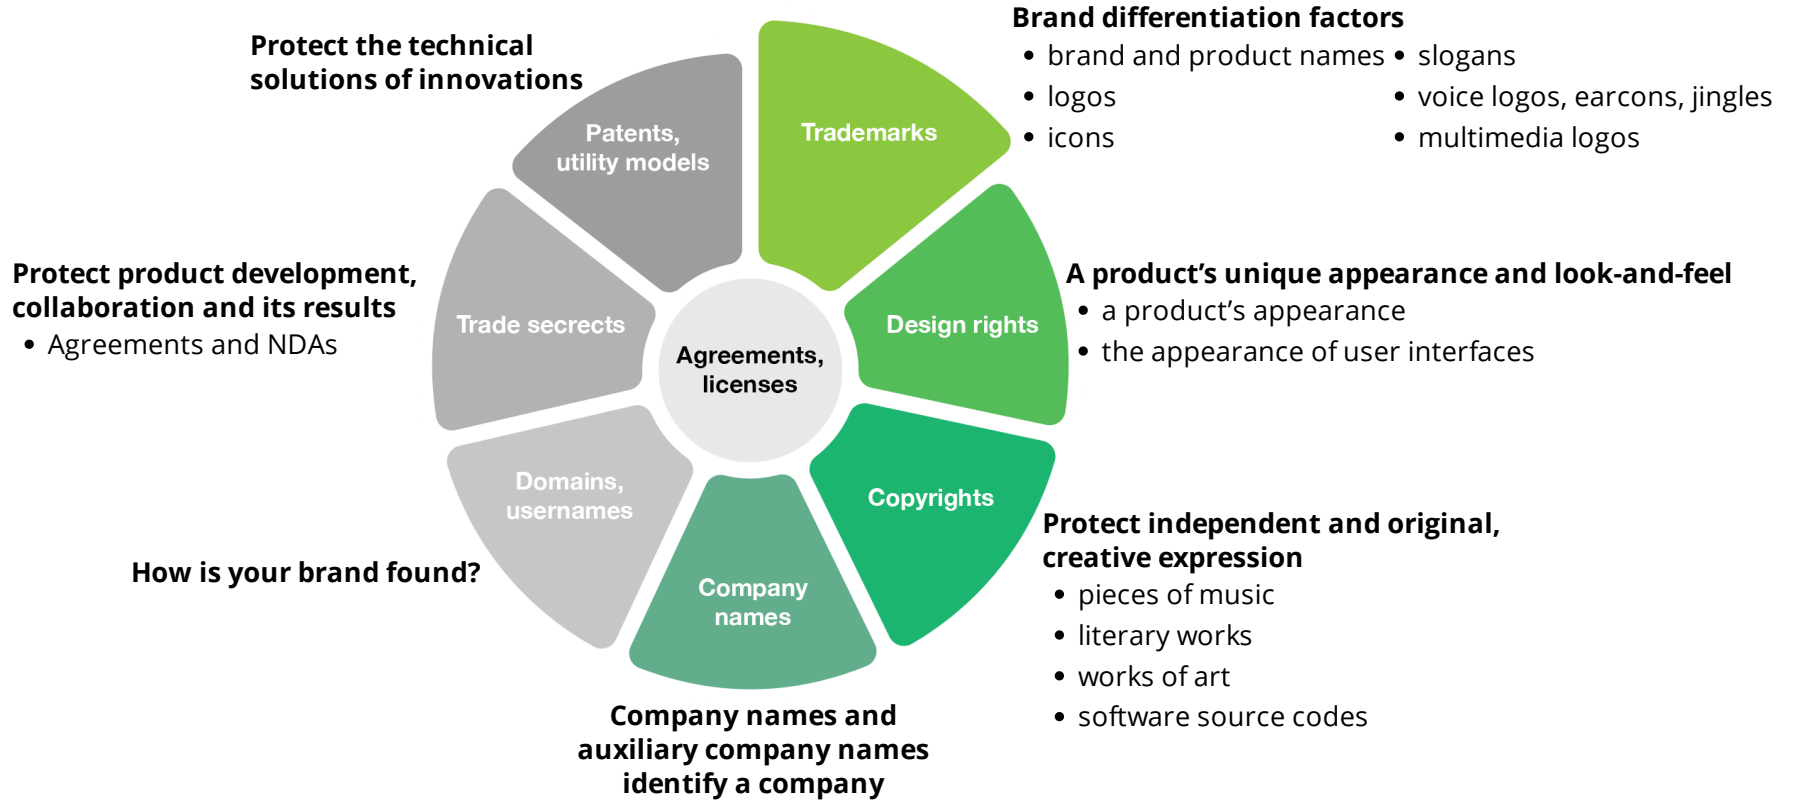 Protect the technical
solutions of innovations
Patents,
utility models
Trademarks
Brand differentiation factors
• brand and product names
• logos
• icons
• slogans
• voice logos, earcons, jingles
• multimedia logos
Design rights
A product’s unique appearance and look-and-feel
• a product’s appearance
• the appearance of user interfaces
Copyrights
Protect independent and original,
creative expression
• pieces of music
• literary works
• works of art
• software source codes
Company
names
Company names and
auxiliary company names
identify a company
Domains,
usernames
How is your brand found?
Trade secrects
Protect product development,
collaboration and its results
• Agreements and NDAs
Agreements,
licenses